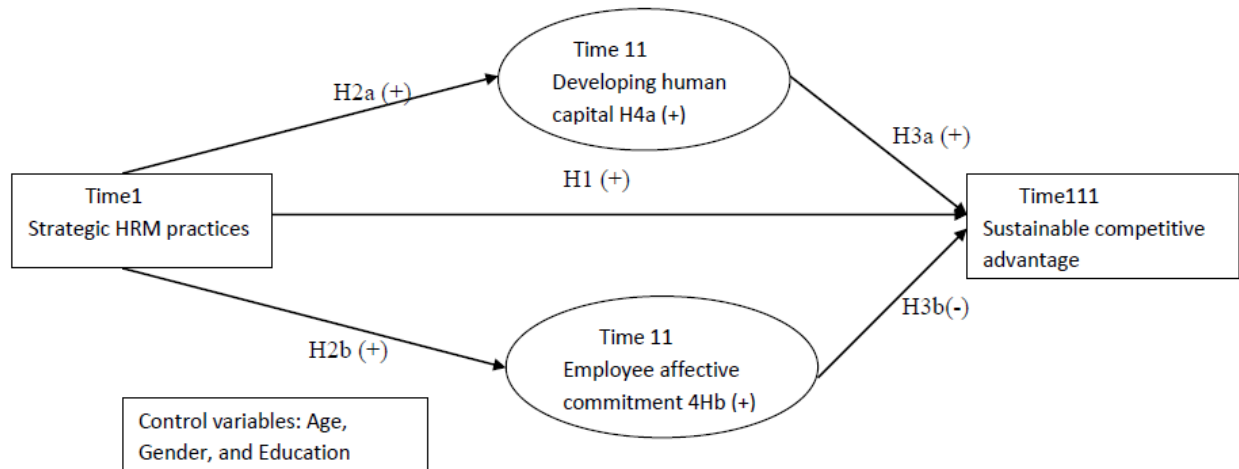 Time 11
Developing human
capital H4a (+)
H2a (+)
H3a (+)
H1 (+)
Time1
Strategic HRM practices
Time111
Sustainable competitive
advantage
H3b(-)
H2b (+)
Time 11
Employee affective
commitment 4Hb (+)
Control variables: Age,
Gender, and Education